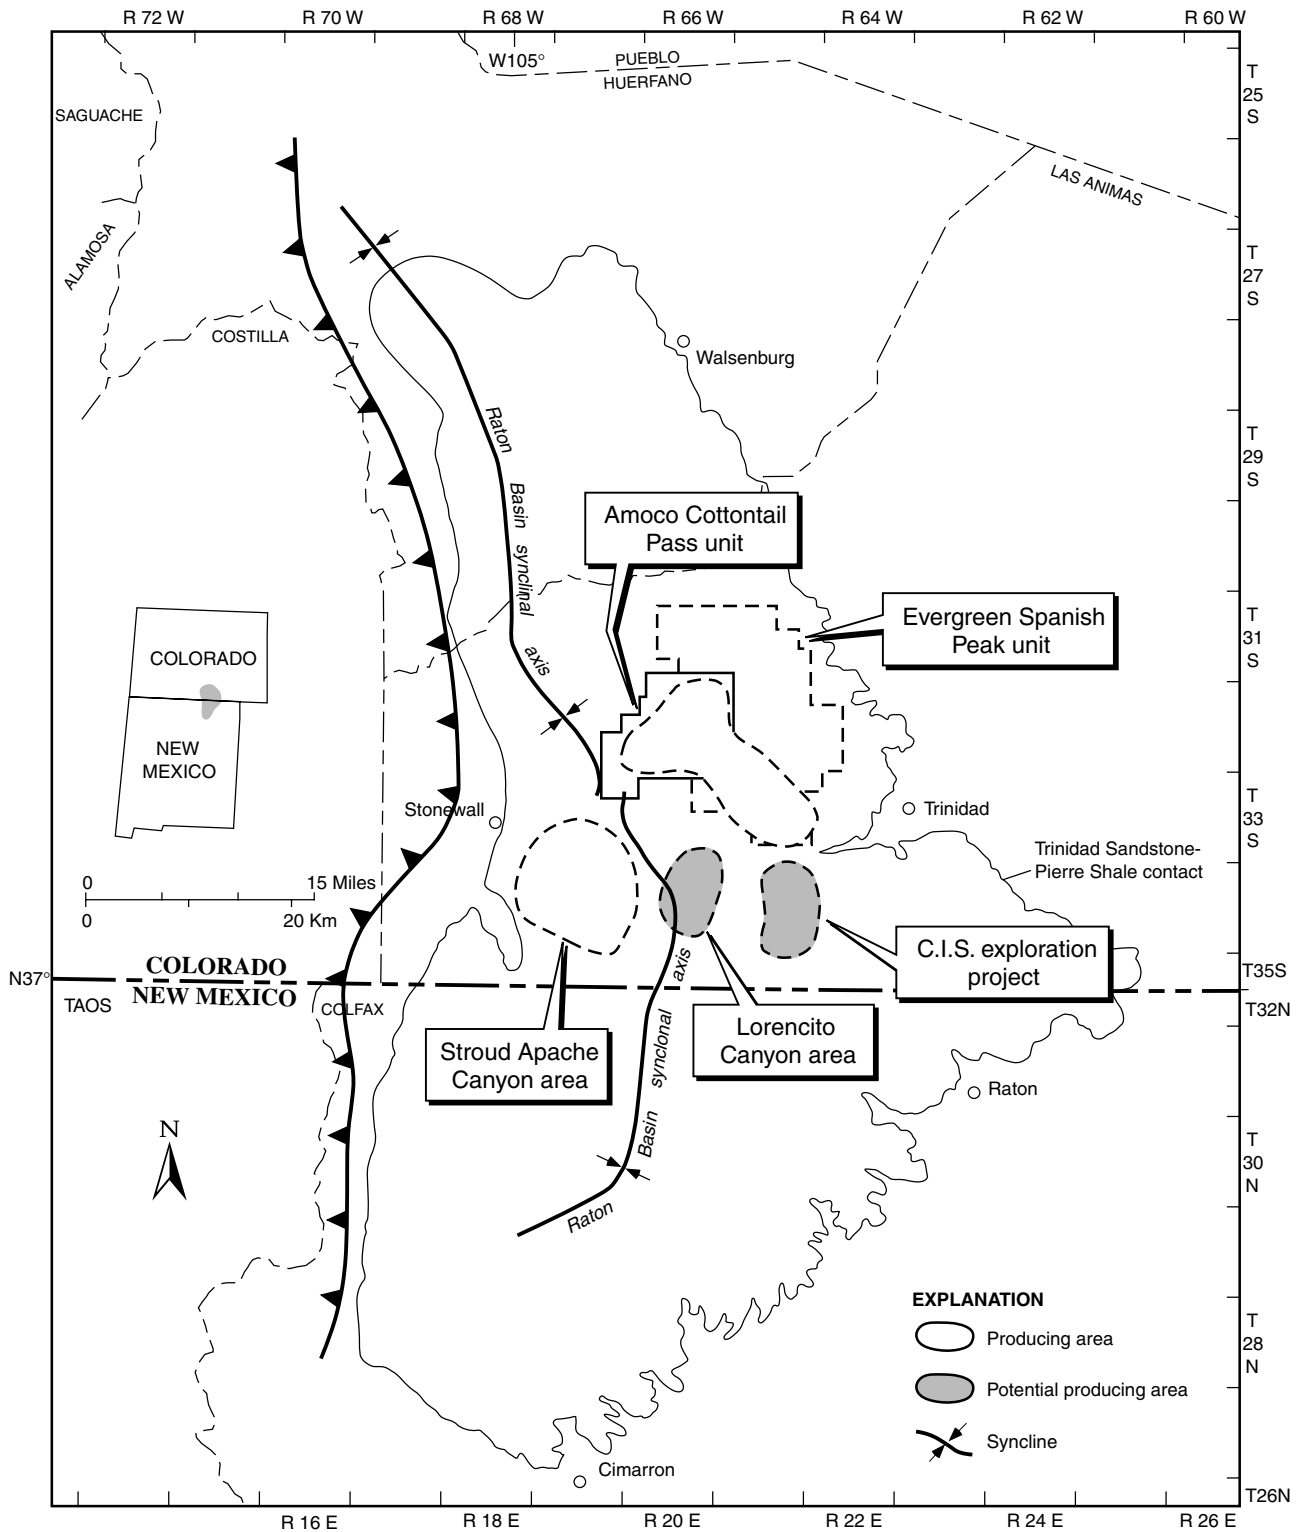 R 72 W
R 70 W
R 68 W
R 66 W
R 64 W
R 62 W
R 60 W
W105°
PUEBLO
HUERFANO
T
25
S
SAGUACHE
LAS ANIMAS
ALAMOSA
T
27
S
COSTILLA
Walsenburg
Raton Basin synclinal axis
T
29
S
Amoco Cottontail
Pass unit
Evergreen Spanish
Peak unit
T
31
S
COLORADO
NEW
MEXICO
Stonewall
Trinidad
T
33
S
Trinidad Sandstone-
Pierre Shale contact
0 15 Miles
0 20 Km
C.I.S. exploration
project
N37°
COLORADO
NEW MEXICO
T35S
T32N
TAOS
COLFAX
Stroud Apache
Canyon area
Lorencito
Canyon area
Raton Basin synclonal axis
Raton
N
T
30
N
EXPLANATION
Producing area
Potential producing area
Syncline
T
28
N
Cimarron
T26N
R 16 E
R 18 E
R 20 E
R 22 E
R 24 E
R 26 E